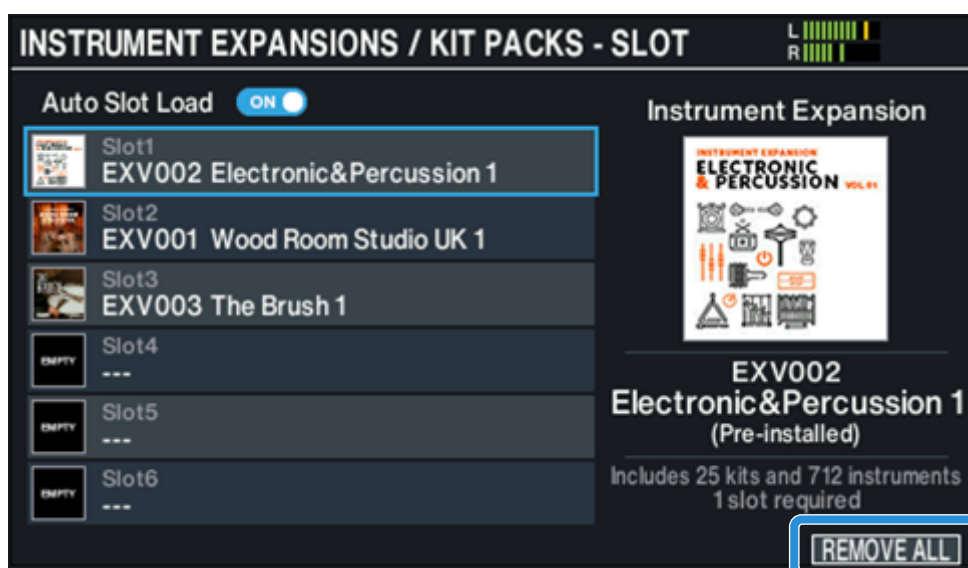 INSTRUMENT EXPANSIONS / KIT PACKS - SLOT
L
R
Auto Slot Load ON
Slot1
EXV002 Electronic&Percussion 1
Slot2
EXV001 Wood Room Studio UK 1
Slot3
EXV003 The Brush 1
EMPTY
Slot4
---
EMPTY
Slot5
---
EMPTY
Slot6
---
Instrument Expansion
INSTRUMENT EXPANSION
ELECTRONIC
& PERCUSSION VOL.01
EXV002
Electronic&Percussion 1
(Pre-installed)
Includes 25 kits and 712 instruments
1 slot required
REMOVE ALL